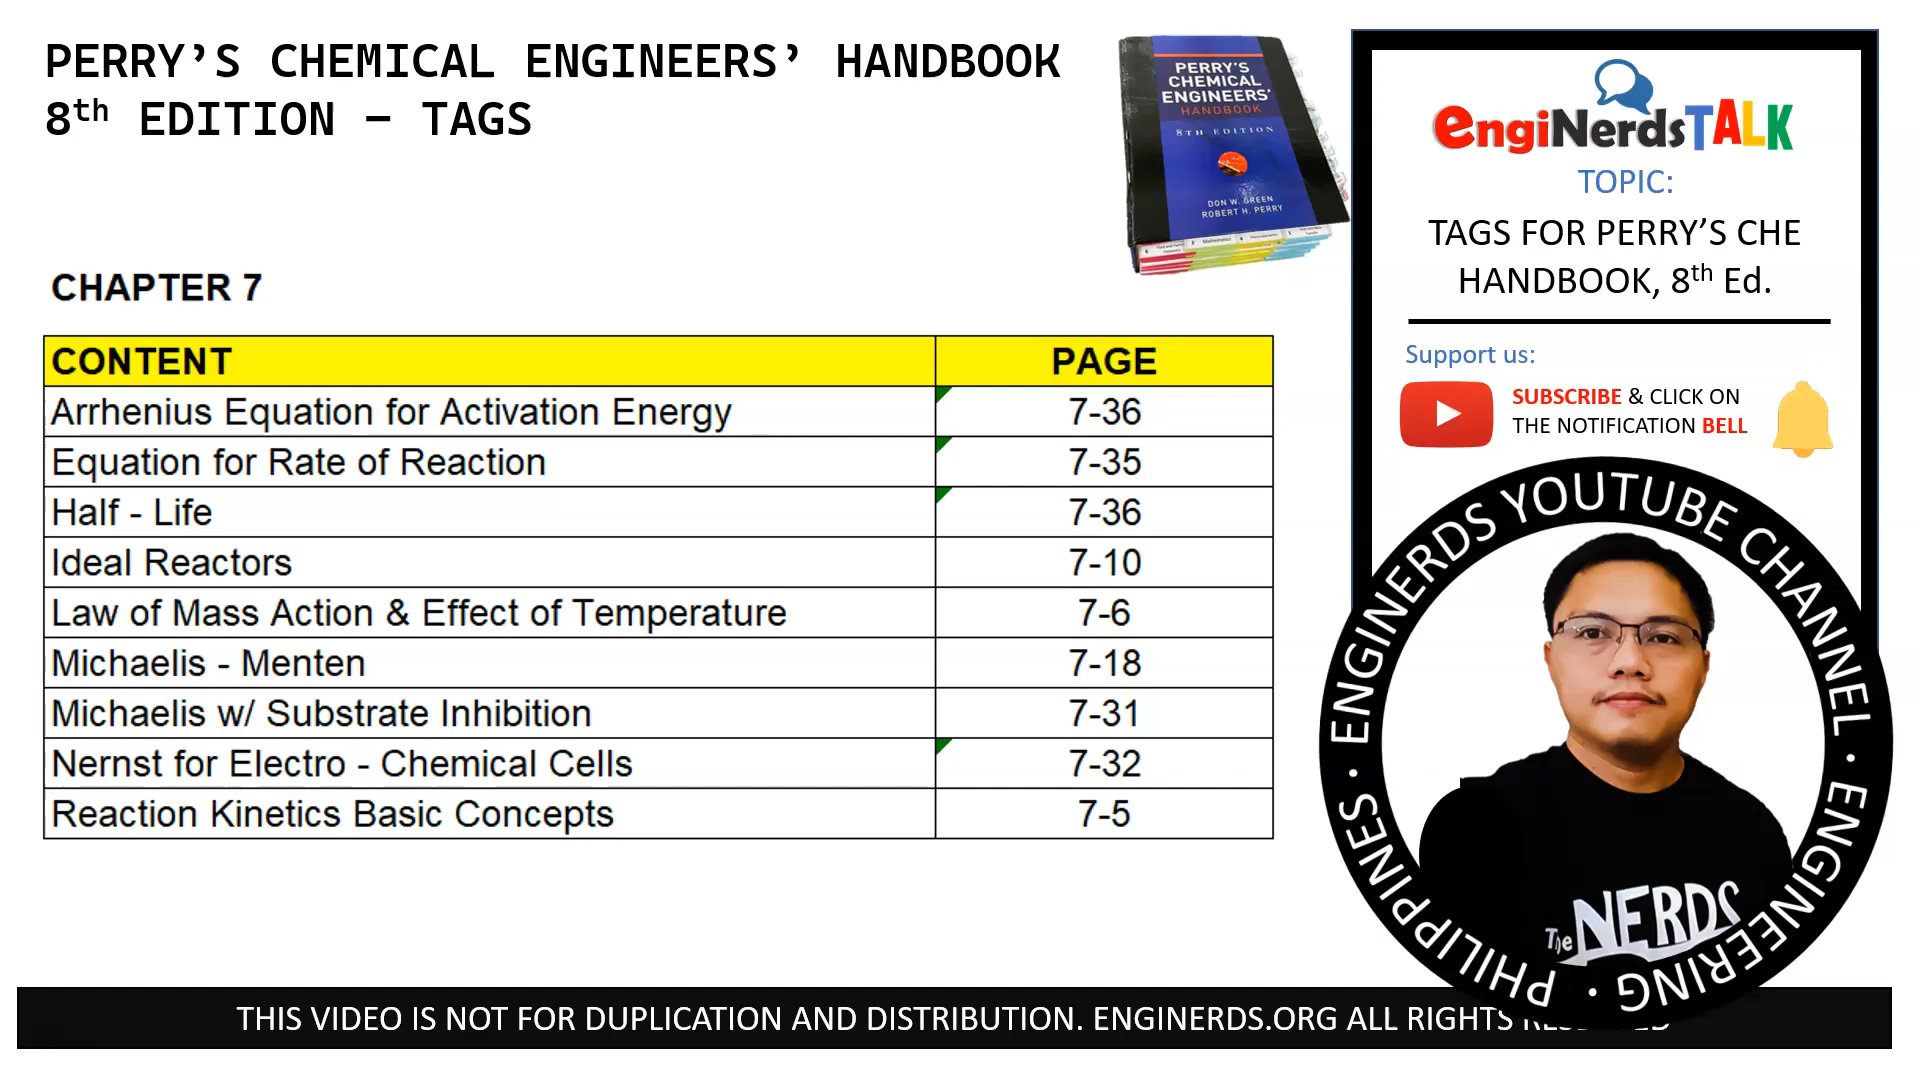 PERRY’S CHEMICAL ENGINEERS’ HANDBOOK
8th EDITION – TAGS
PERRY'S
CHEMICAL
ENGINEERS'
HANDBOOK
8TH EDITION
DON W. GREEN
ROBERT H. PERRY
CHAPTER 7
CONTENT PAGE
Arrhenius Equation for Activation Energy 7-36
Equation for Rate of Reaction 7-35
Half - Life 7-36
Ideal Reactors 7-10
Law of Mass Action & Effect of Temperature 7-6
Michaelis - Menten 7-18
Michaelis w/ Substrate Inhibition 7-31
Nernst for Electro - Chemical Cells 7-32
Reaction Kinetics Basic Concepts 7-5
engiNerdsTALK
TOPIC:
TAGS FOR PERRY’S CHE
HANDBOOK, 8th Ed.
Support us:
SUBSCRIBE & CLICK ON
THE NOTIFICATION BELL
ENGINERDS YOUTUBE CHANNEL · ENGINEERING · PHILIPPINES ·
The NERDS
THIS VIDEO IS NOT FOR DUPLICATION AND DISTRIBUTION. ENGINERDS.ORG ALL RIGHTS